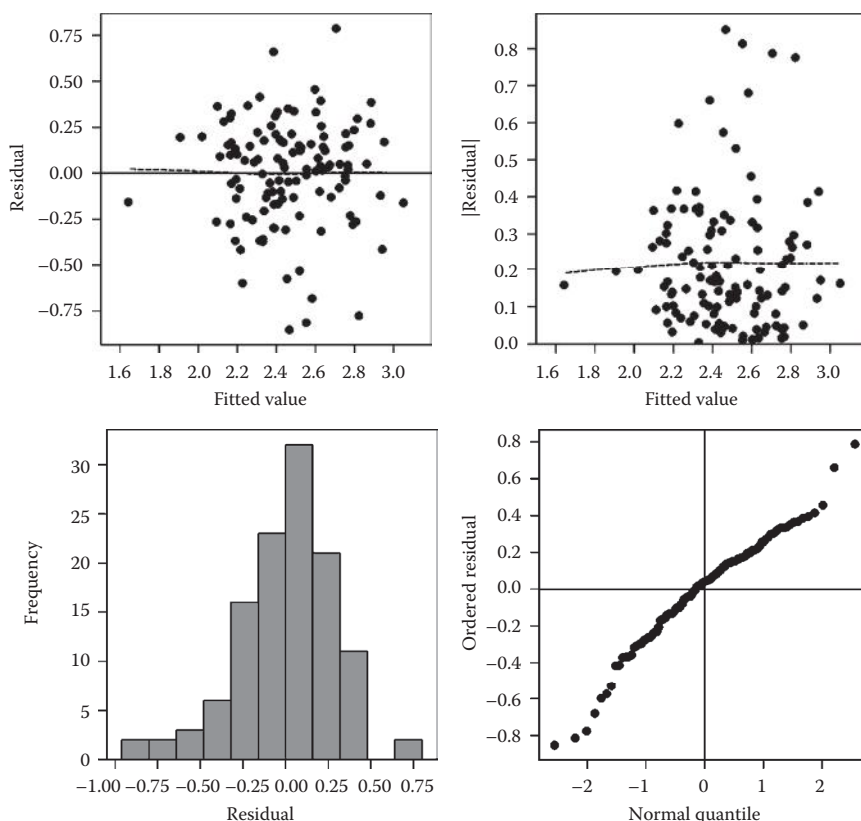 0.75
0.50
0.25
0.00
−0.25
−0.50
−0.75
Residual
1.6 1.8 2.0 2.2 2.4 2.6 2.8 3.0
Fitted value
0.8
0.7
0.6
0.5
0.4
0.3
0.2
0.1
0.0
|Residual|
1.6 1.8 2.0 2.2 2.4 2.6 2.8 3.0
Fitted value
30
25
20
15
10
5
0
Frequency
−1.00 −0.75 −0.50 −0.25 0.00 0.25 0.50 0.75
Residual
0.8
0.6
0.4
0.2
0.0
−0.2
−0.4
−0.6
−0.8
Ordered residual
−2 −1 0 1 2
Normal quantile